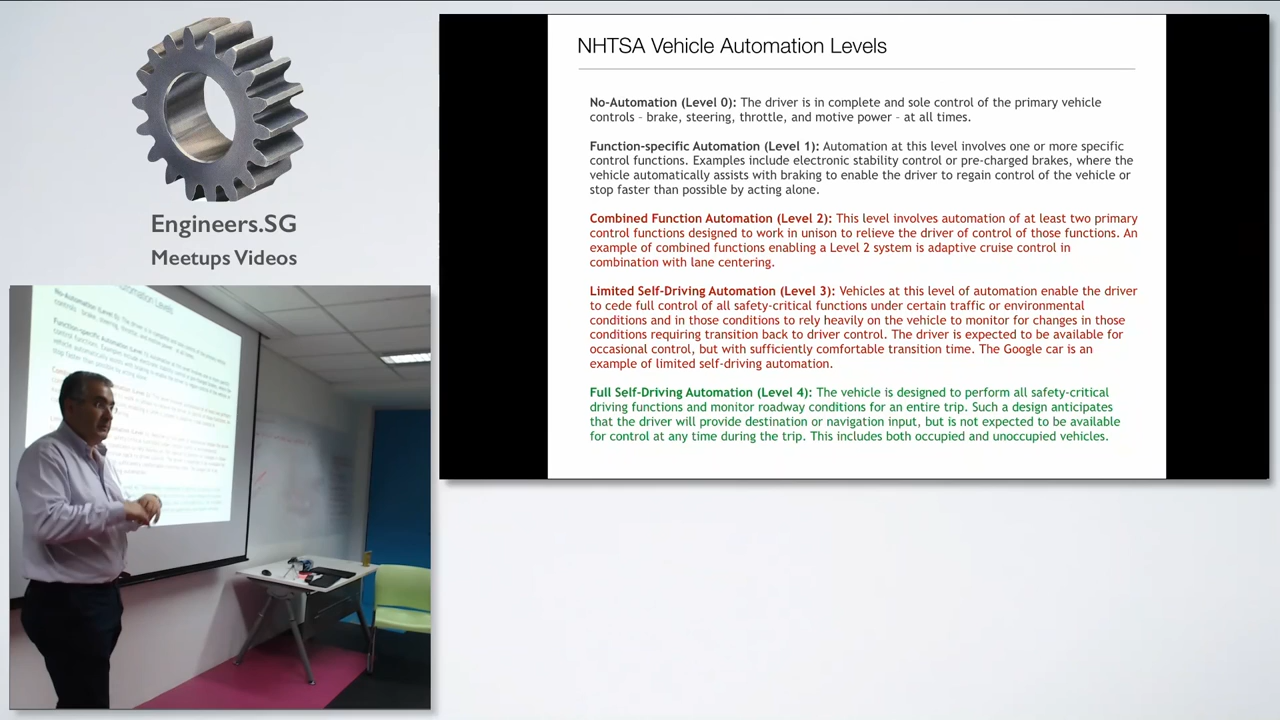 Engineers.SG
Meetups Videos
NHTSA Vehicle Automation Levels
No-Automation (Level 0): The driver is in complete and sole control of the primary vehicle
controls – brake, steering, throttle, and motive power – at all times.
Function-specific Automation (Level 1): Automation at this level involves one or more specific
control functions. Examples include electronic stability control or pre-charged brakes, where the
vehicle automatically assists with braking to enable the driver to regain control of the vehicle or
stop faster than possible by acting alone.
Combined Function Automation (Level 2): This level involves automation of at least two primary
control functions designed to work in unison to relieve the driver of control of those functions. An
example of combined functions enabling a Level 2 system is adaptive cruise control in
combination with lane centering.
Limited Self-Driving Automation (Level 3): Vehicles at this level of automation enable the driver
to cede full control of all safety-critical functions under certain traffic or environmental
conditions and in those conditions to rely heavily on the vehicle to monitor for changes in those
conditions requiring transition back to driver control. The driver is expected to be available for
occasional control, but with sufficiently comfortable transition time. The Google car is an
example of limited self-driving automation.
Full Self-Driving Automation (Level 4): The vehicle is designed to perform all safety-critical
driving functions and monitor roadway conditions for an entire trip. Such a design anticipates
that the driver will provide destination or navigation input, but is not expected to be available
for control at any time during the trip. This includes both occupied and unoccupied vehicles.